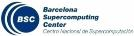 BSC
Barcelona
Supercomputing
Center
Centro Nacional de Supercomputación